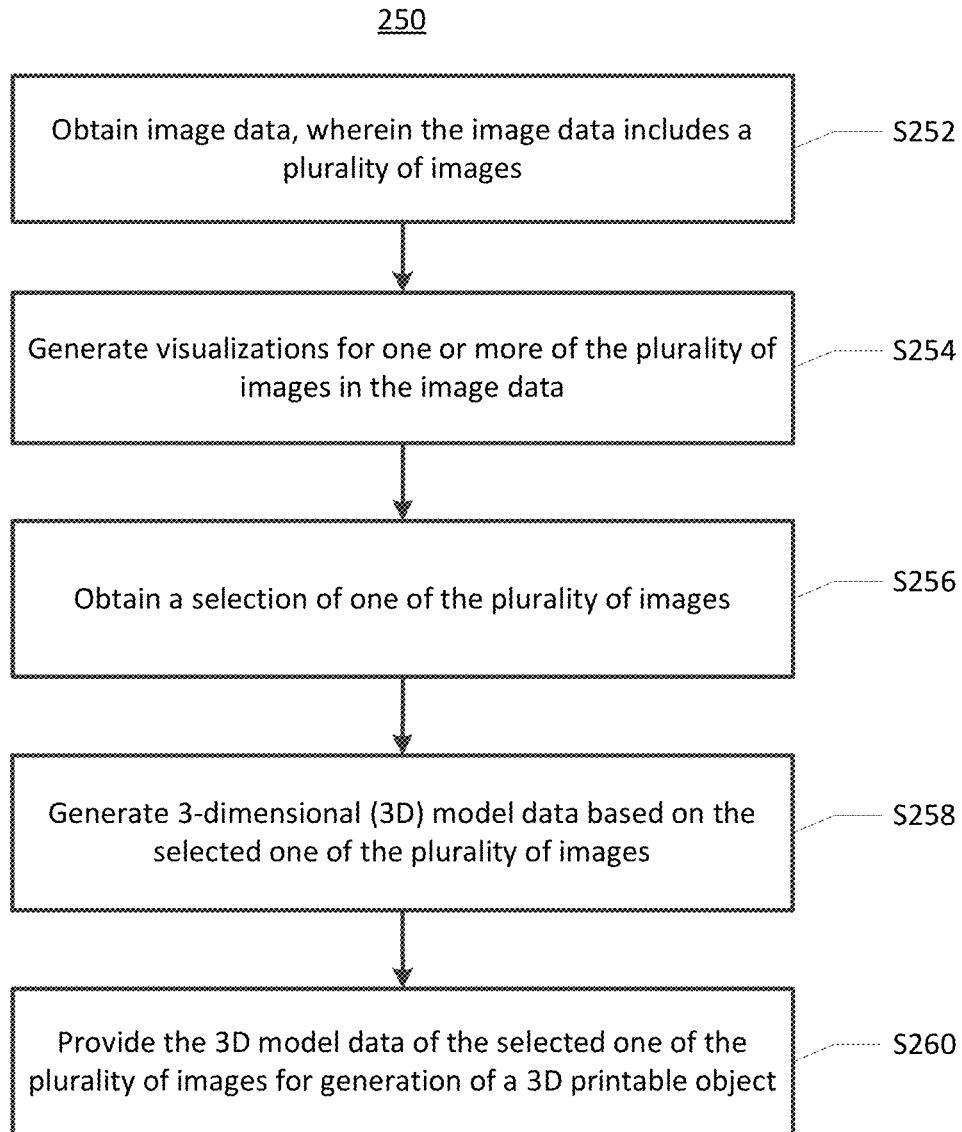 250
Obtain image data, wherein the image data includes a
plurality of images
S252
Generate visualizations for one or more of the plurality of
images in the image data
S254
Obtain a selection of one of the plurality of images
S256
Generate 3-dimensional (3D) model data based on the
selected one of the plurality of images
S258
Provide the 3D model data of the selected one of the
plurality of images for generation of a 3D printable object
S260